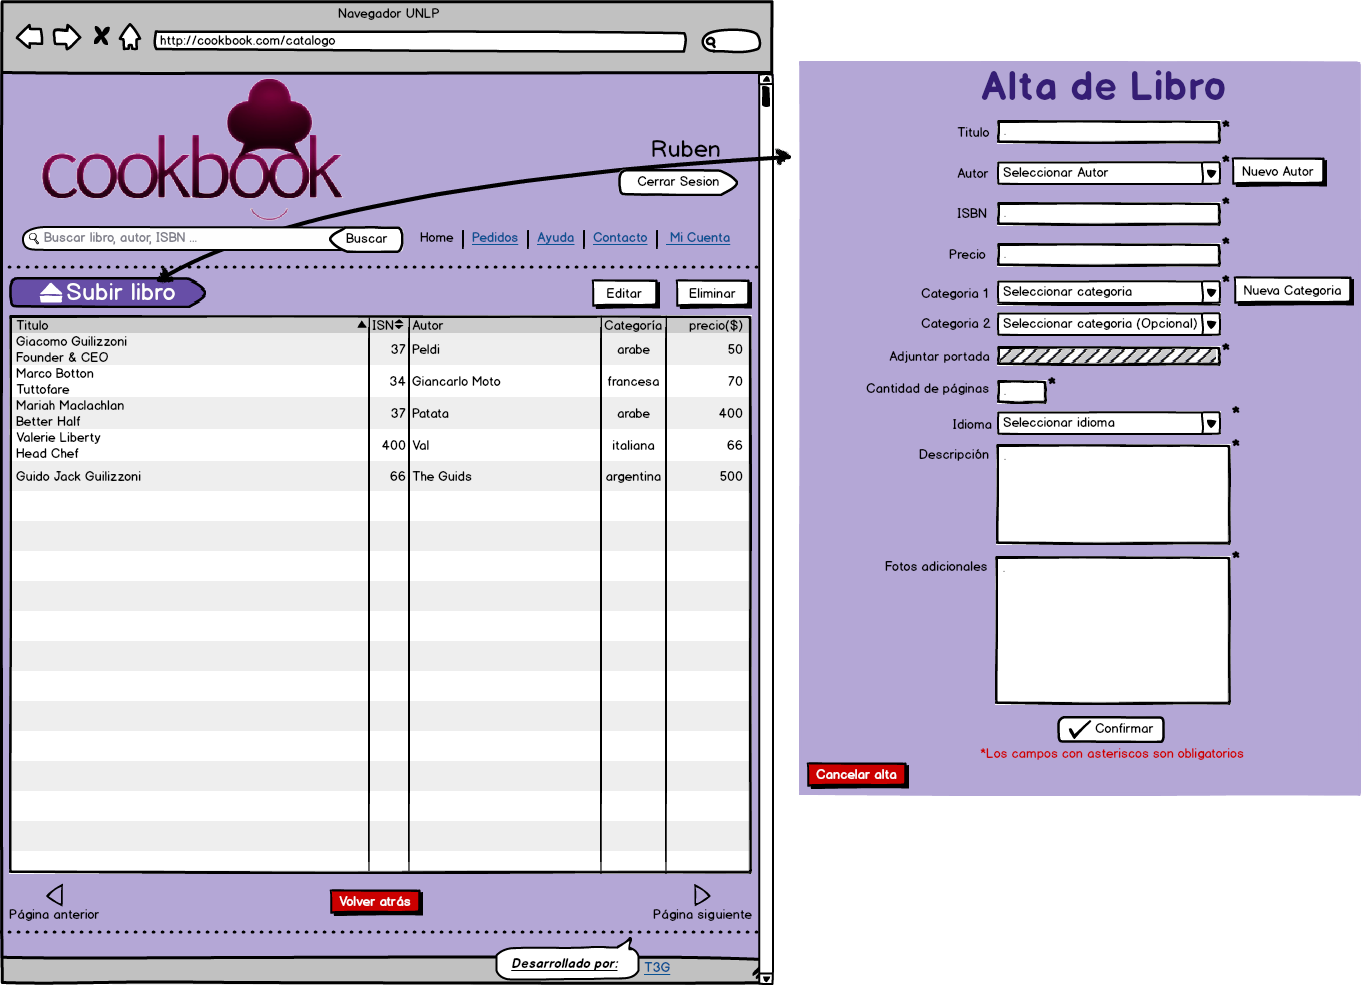 Navegador UNLP
http://cookbook.com/catalogo
cookbook
Ruben
Cerrar Sesion
Buscar libro, autor, ISBN ...
Buscar
Home
Pedidos
Ayuda
Contacto
Mi Cuenta
Subir libro
Editar
Eliminar
Titulo ISN Autor Categoría precio($)
Giacomo Guilizzoni
Founder & CEO
37 Peldi arabe 50
Marco Botton
Tuttofare
34 Giancarlo Moto francesa 70
Mariah Maclachlan
Better Half
37 Patata arabe 400
Valerie Liberty
Head Chef
400 Val italiana 66
Guido Jack Guilizzoni 66 The Guids argentina 500
Página anterior
Volver atrás
Página siguiente
Desarrollado por:
T3G
Alta de Libro
Titulo *
Autor Seleccionar Autor * Nuevo Autor
ISBN *
Precio *
Categoria 1 Seleccionar categoria * Nueva Categoria
Categoria 2 Seleccionar categoria (Opcional)
Adjuntar portada *
Cantidad de páginas *
Idioma Seleccionar idioma *
Descripción *
Fotos adicionales *
Confirmar
*Los campos con asteriscos son obligatorios
Cancelar alta